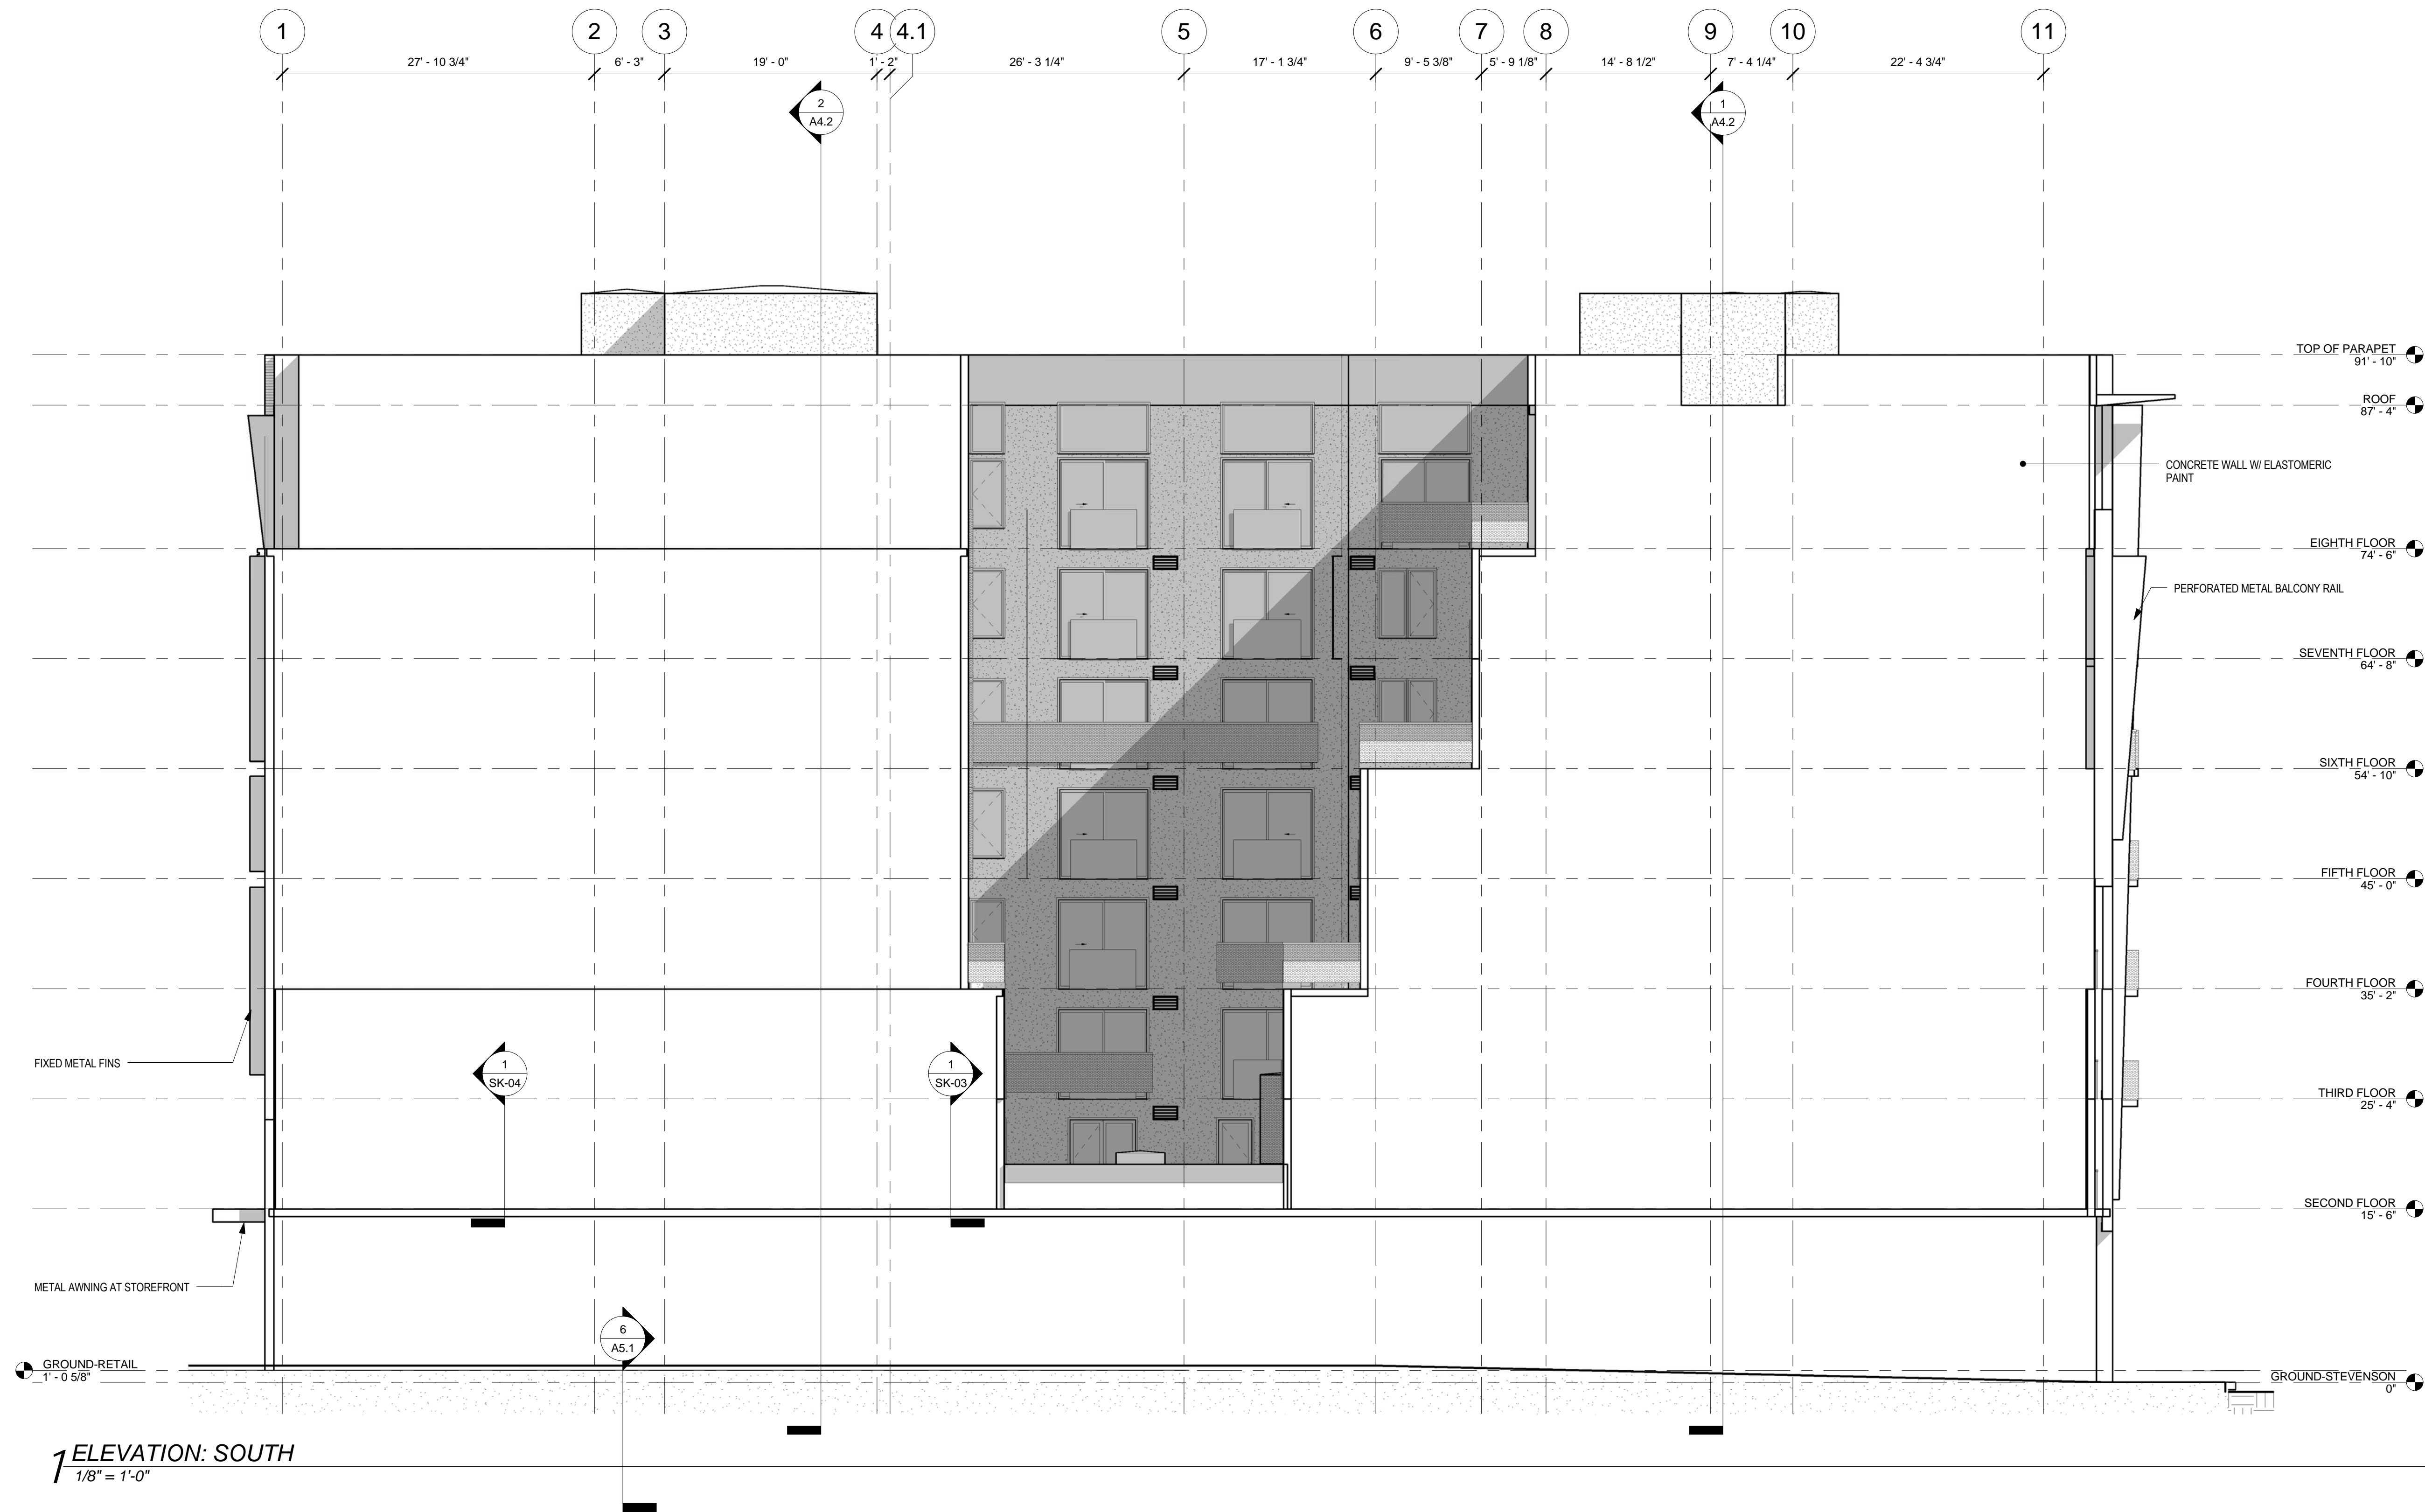 1 2 3 4 4.1 5 6 7 8 9 10 11
27' - 10 3/4" 6' - 3" 19' - 0" 1' - 2" 26' - 3 1/4" 17' - 1 3/4" 9' - 5 3/8" 5' - 9 1/8" 14' - 8 1/2" 7' - 4 1/4" 22' - 4 3/4"
2
A4.2
1
A4.2
TOP OF PARAPET
91' - 10"
ROOF
87' - 4"
CONCRETE WALL W/ ELASTOMERIC
PAINT
EIGHTH FLOOR
74' - 6"
PERFORATED METAL BALCONY RAIL
SEVENTH FLOOR
64' - 8"
SIXTH FLOOR
54' - 10"
FIFTH FLOOR
45' - 0"
FOURTH FLOOR
35' - 2"
FIXED METAL FINS
1
SK-04
1
SK-03
THIRD FLOOR
25' - 4"
SECOND FLOOR
15' - 6"
METAL AWNING AT STOREFRONT
6
A5.1
GROUND-RETAIL
1' - 0 5/8"
GROUND-STEVENSON
0"
1 ELEVATION: SOUTH
1/8" = 1'-0"